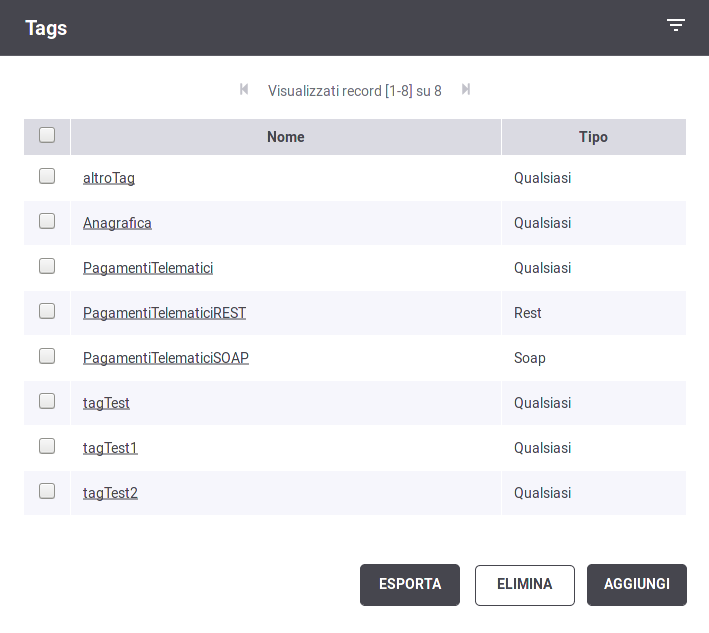 Tags
Visualizzati record [1-8] su 8
Nome Tipo
altroTag Qualsiasi
Anagrafica Qualsiasi
PagamentiTelematici Qualsiasi
PagamentiTelematiciREST Rest
PagamentiTelematiciSOAP Soap
tagTest Qualsiasi
tagTest1 Qualsiasi
tagTest2 Qualsiasi
ESPORTA ELIMINA AGGIUNGI